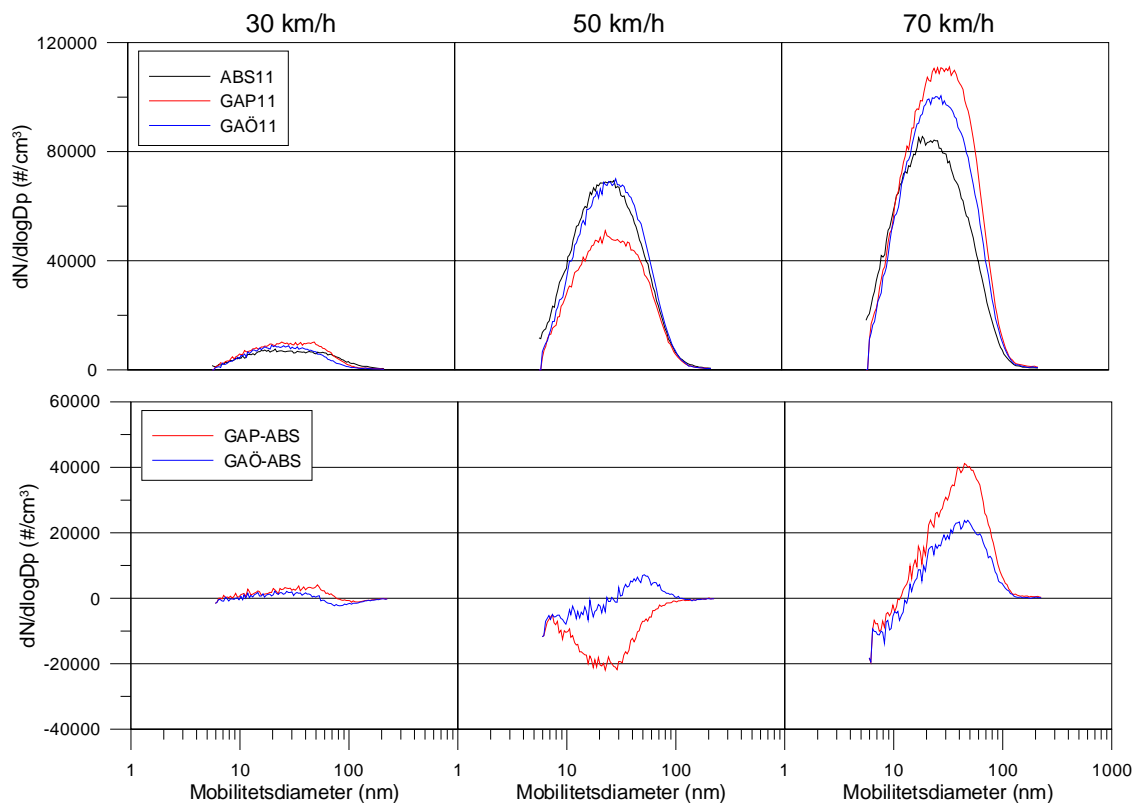 30 km/h 50 km/h 70 km/h
120000
80000
40000
0
dN/dlogDp (#/cm³)
ABS11
GAP11
GAÖ11
60000
40000
20000
0
-20000
-40000
dN/dlogDp (#/cm³)
GAP-ABS
GAÖ-ABS
1 10 100 1 10 100 1 10 100 1000
Mobilitetsdiameter (nm) Mobilitetsdiameter (nm) Mobilitetsdiameter (nm)